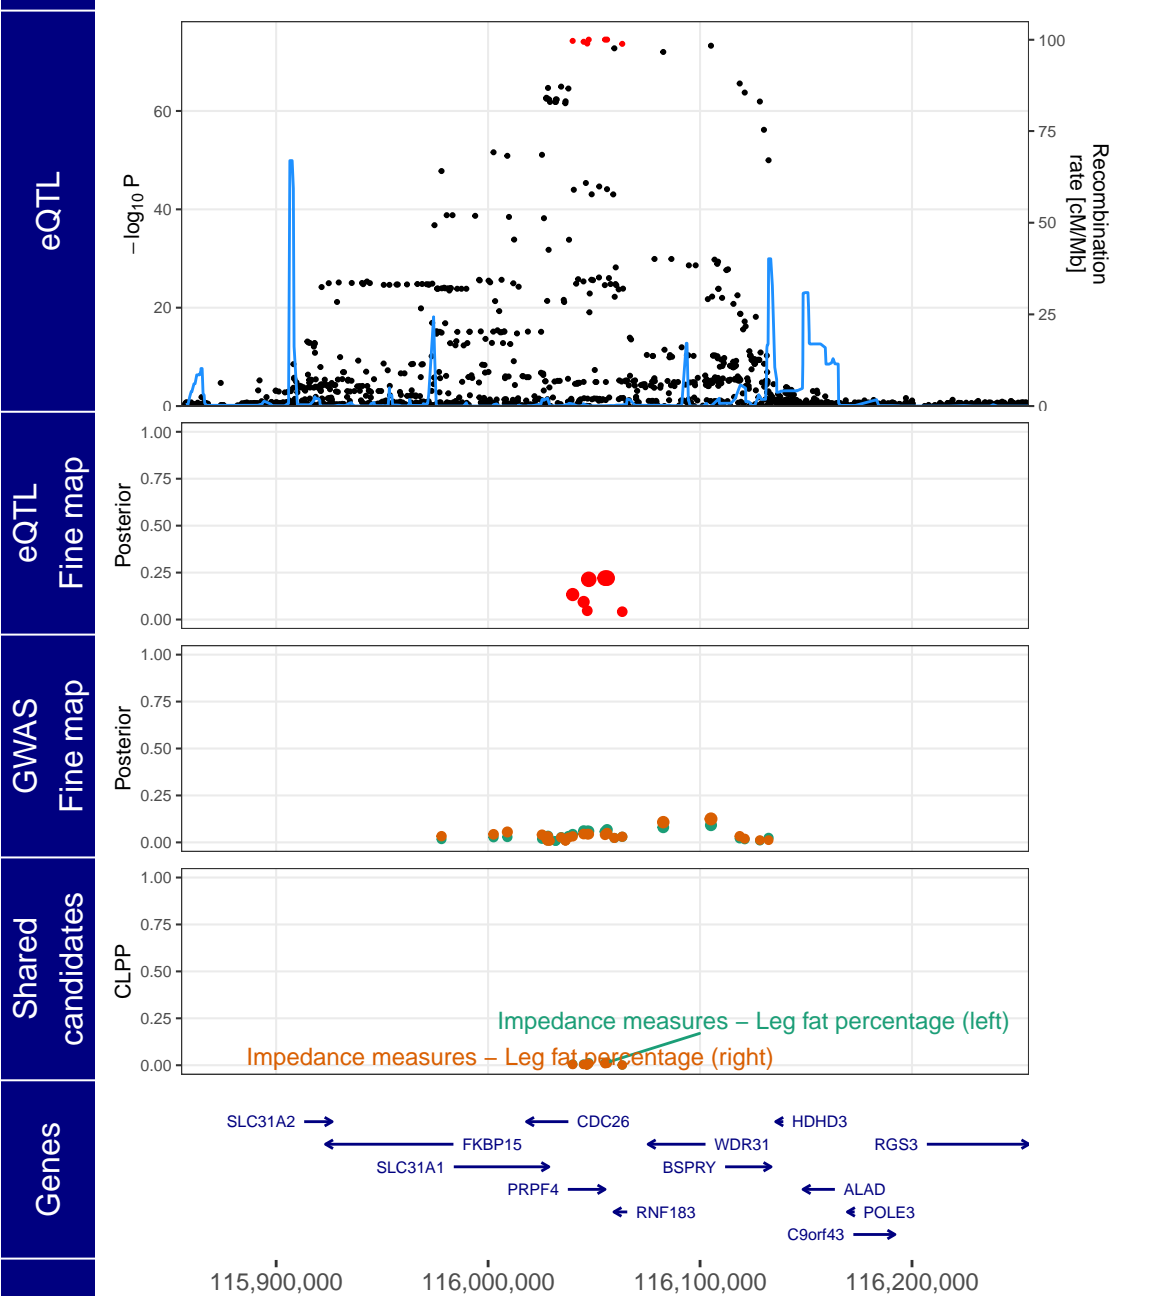 eQTL
− log10 P
60
40
20
0
100
75
50
25
0
Recombination
rate [cM/Mb]
eQTL
Fine map
Posterior
1.00
0.75
0.50
0.25
0.00
GWAS
Fine map
Posterior
1.00
0.75
0.50
0.25
0.00
Shared
candidates
CLPP
1.00
0.75
0.50
0.25
0.00
Impedance measures − Leg fat percentage (left)
Impedance measures − Leg fat percentage (right)
Genes
SLC31A2
CDC26
HDHD3
FKBP15
WDR31
RGS3
SLC31A1
BSPRY
PRPF4
ALAD
RNF183
POLE3
C9orf43
115,900,000
116,000,000
116,100,000
116,200,000